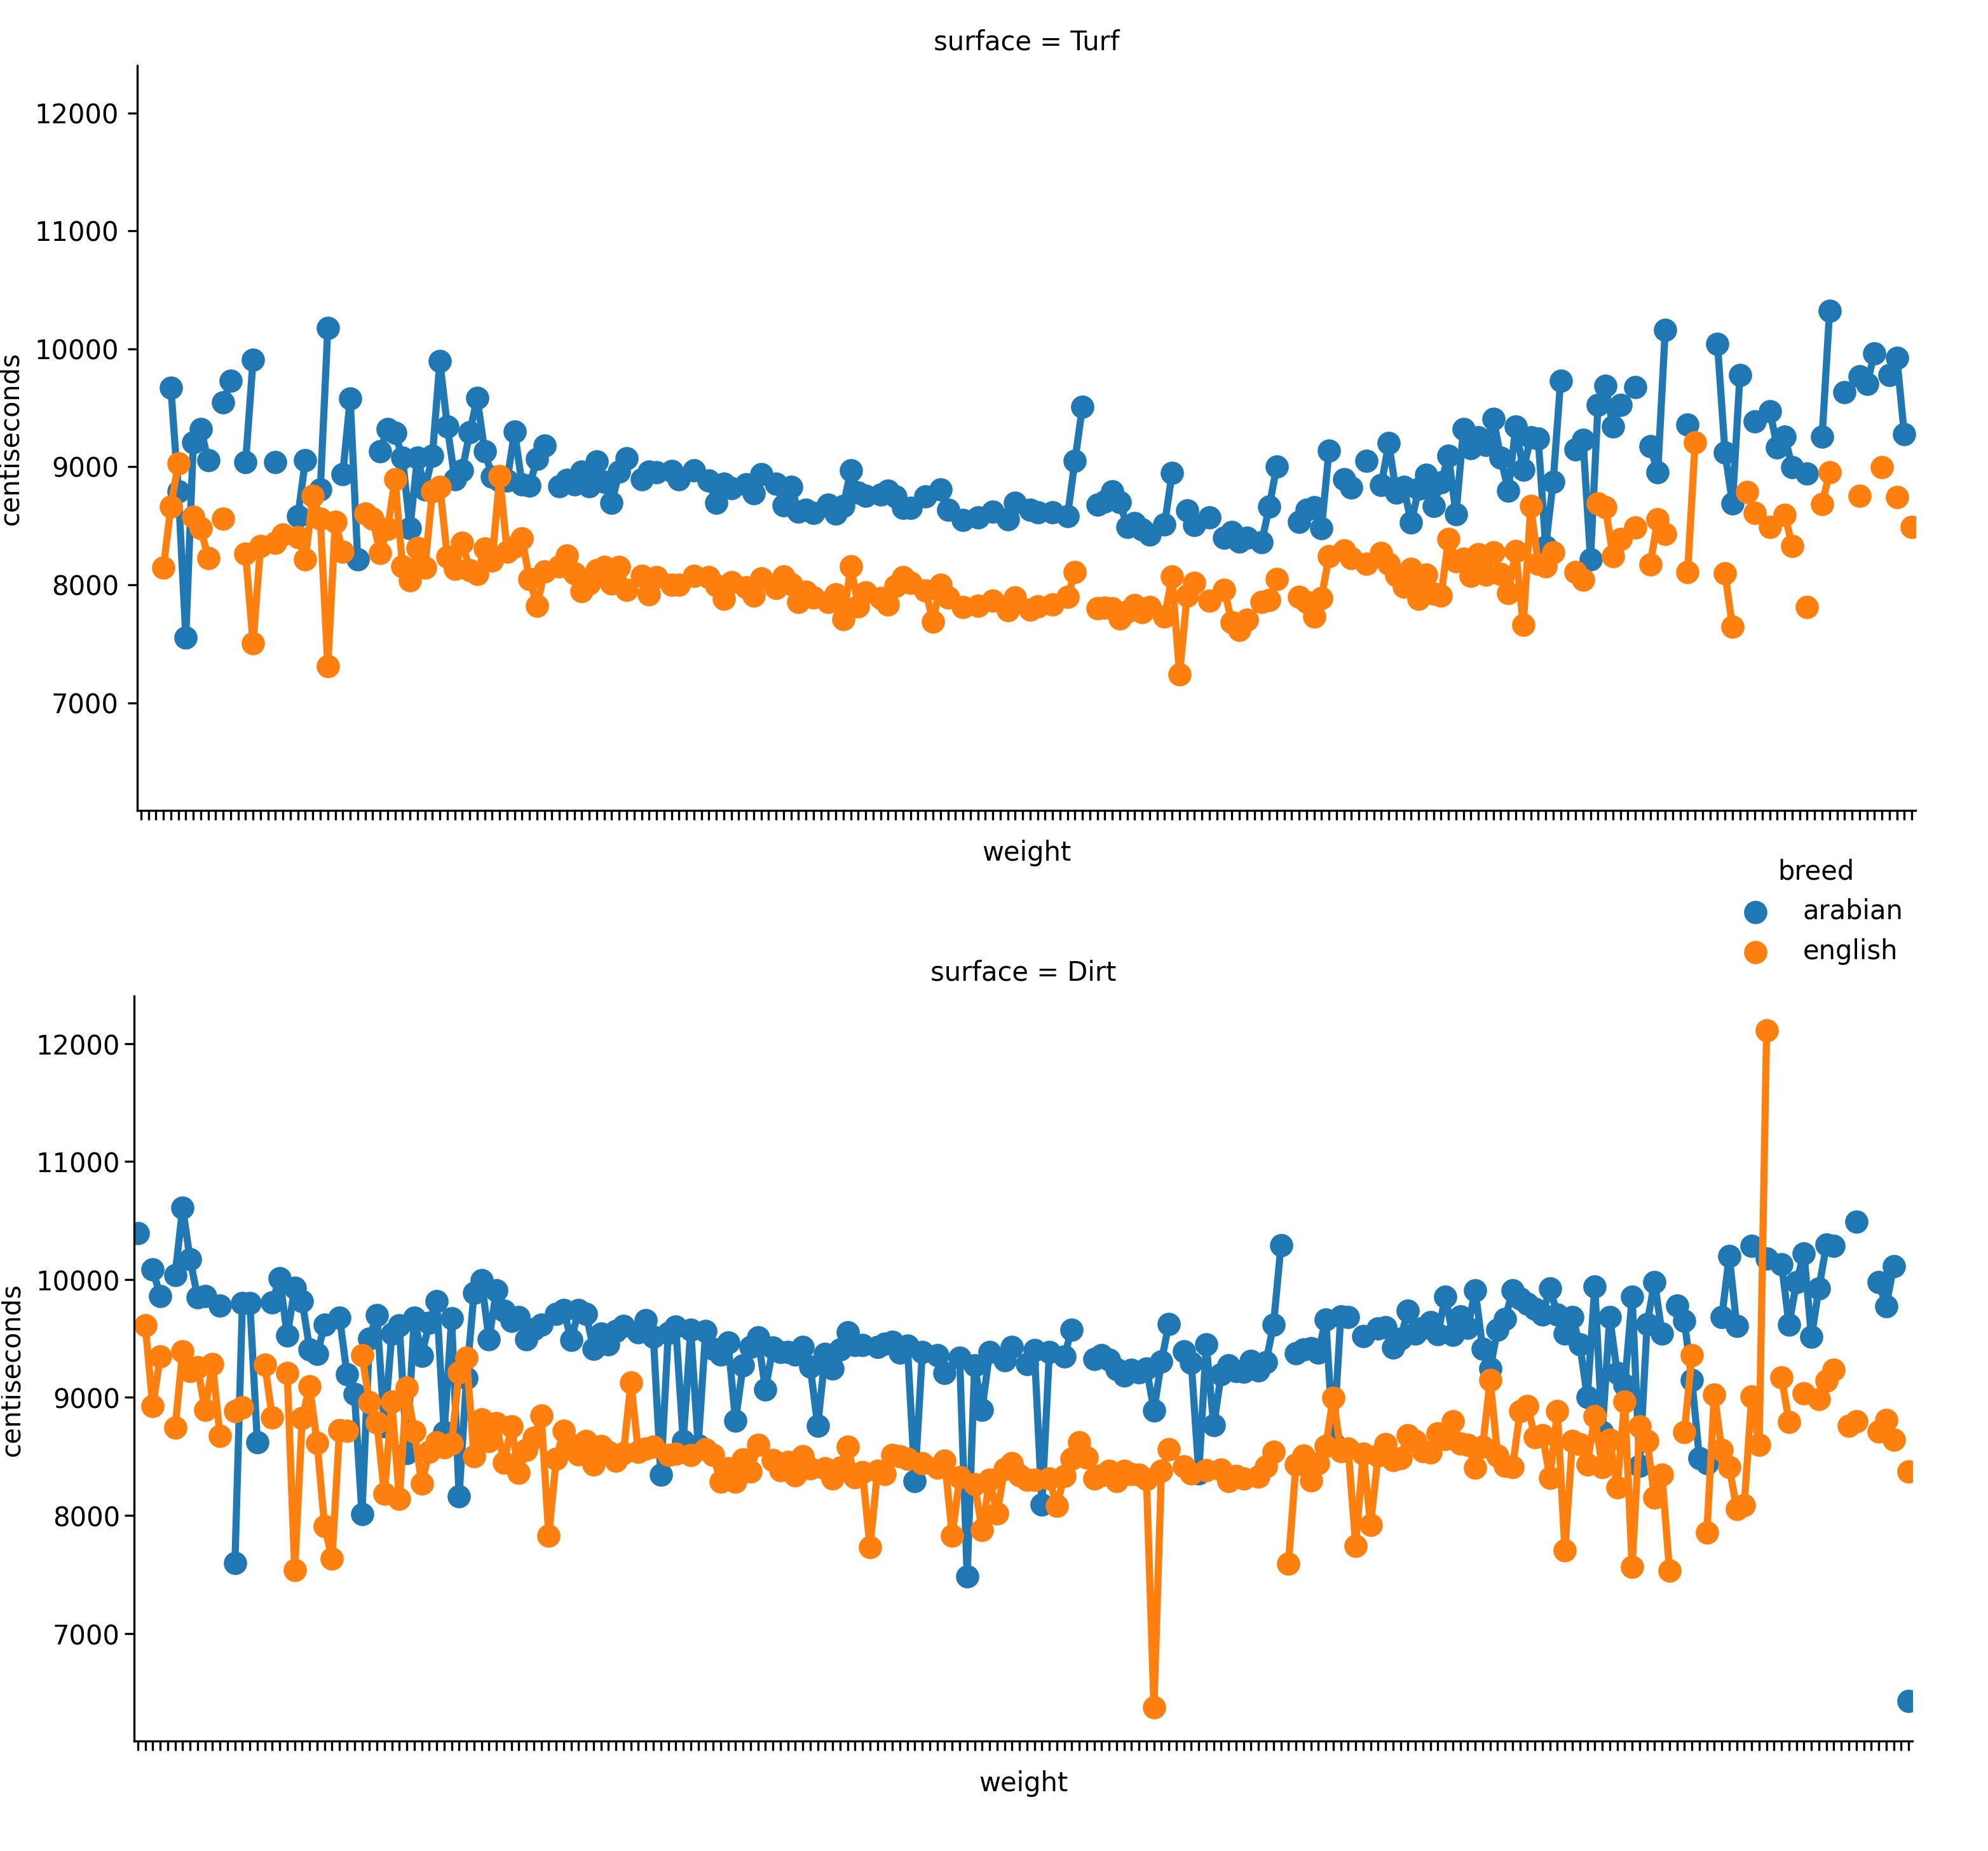 surface = Turf
12000
11000
10000
9000
8000
7000
centiseconds
weight
breed
arabian
english
surface = Dirt
12000
11000
10000
9000
8000
7000
centiseconds
weight